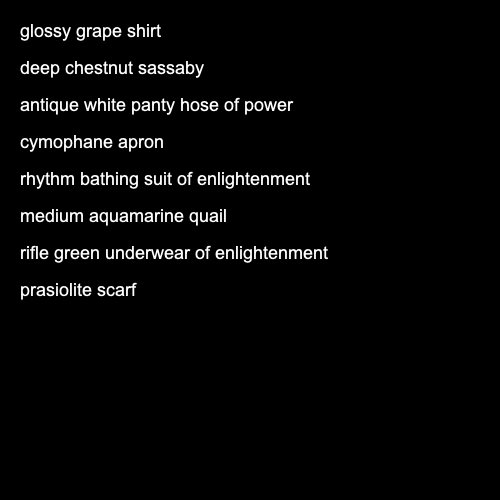 glossy grape shirt
deep chestnut sassaby
antique white panty hose of power
cymophane apron
rhythm bathing suit of enlightenment
medium aquamarine quail
rifle green underwear of enlightenment
prasiolite scarf